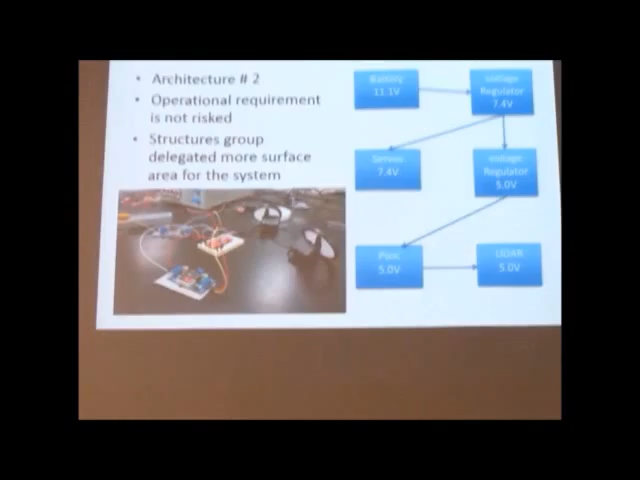 Architecture # 2
Operational requirement
is not risked
Structures group
delegated more surface
area for the system
Battery
11.1V
Voltage
Regulator
7.4V
Servos
7.4V
Voltage
Regulator
5.0V
5.0V
5.0V